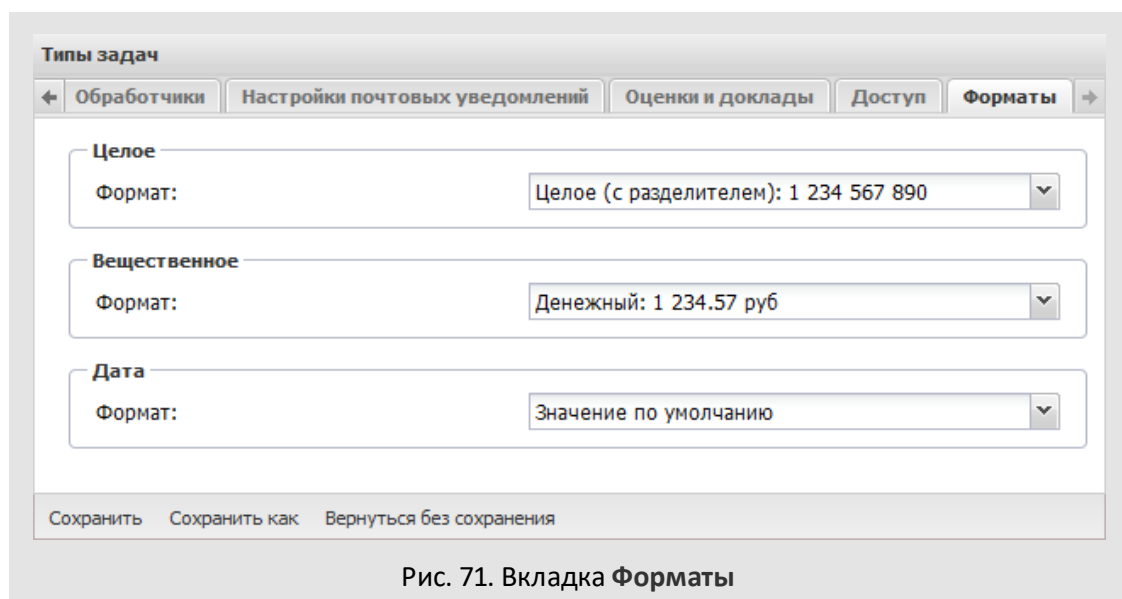 Типы задач
Обработчики Настройки почтовых уведомлений Оценки и доклады Доступ Форматы
Целое
Формат: Целое (с разделителем): 1 234 567 890
Вещественное
Формат: Денежный: 1 234.57 руб
Дата
Формат: Значение по умолчанию
Сохранить Сохранить как Вернуться без сохранения
Рис. 71. Вкладка Форматы